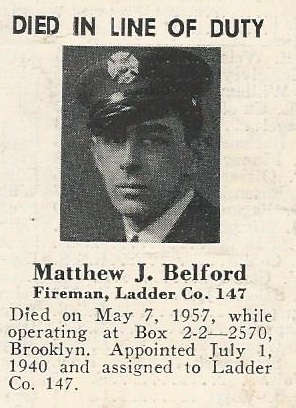 DIED IN LINE OF DUTY
Matthew J. Belford
Fireman, Ladder Co. 147
Died on May 7, 1957, while
operating at Box 2-2—2570,
Brooklyn. Appointed July 1,
1940 and assigned to Ladder
Co. 147.